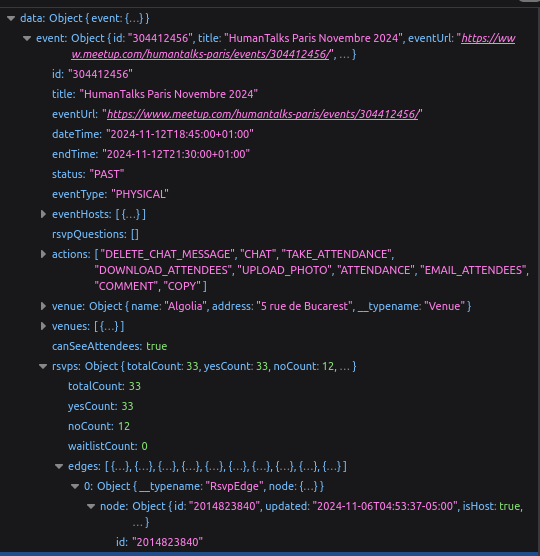 data: Object { event: {…} }
event: Object { id: "304412456", title: "HumanTalks Paris Novembre 2024", eventUrl: "https://ww
w.meetup.com/humantalks-paris/events/304412456/", … }
id: "304412456"
title: "HumanTalks Paris Novembre 2024"
eventUrl: "https://www.meetup.com/humantalks-paris/events/304412456/"
dateTime: "2024-11-12T18:45:00+01:00"
endTime: "2024-11-12T21:30:00+01:00"
status: "PAST"
eventType: "PHYSICAL"
eventHosts: [ {…} ]
rsvpQuestions: []
actions: [ "DELETE_CHAT_MESSAGE", "CHAT", "TAKE_ATTENDANCE",
"DOWNLOAD_ATTENDEES", "UPLOAD_PHOTO", "ATTENDANCE", "EMAIL_ATTENDEES",
"COMMENT", "COPY" ]
venue: Object { name: "Algolia", address: "5 rue de Bucarest", __typename: "Venue" }
venues: [ {…} ]
canSeeAttendees: true
rsvps: Object { totalCount: 33, yesCount: 33, noCount: 12, … }
totalCount: 33
yesCount: 33
noCount: 12
waitlistCount: 0
edges: [ {…}, {…}, {…}, {…}, {…}, {…}, {…}, {…}, {…}, {…} ]
0: Object { __typename: "RsvpEdge", node: {…} }
node: Object { id: "2014823840", updated: "2024-11-06T04:53:37-05:00", isHost: true,
… }
id: "2014823840"